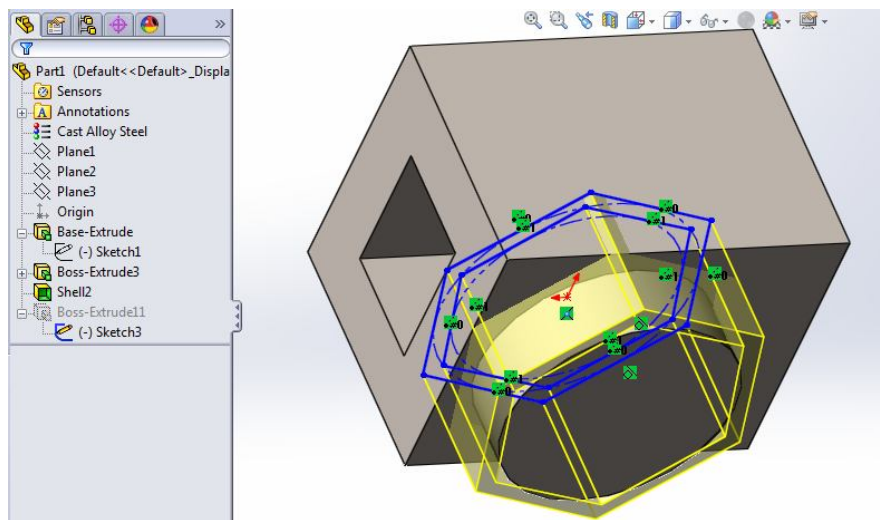 »
Part1 (Default<<Default>_Displa
Sensors
A Annotations
Cast Alloy Steel
Plane1
Plane2
Plane3
Origin
Base-Extrude
(-) Sketch1
Boss-Extrude3
Shell2
Boss-Extrude11
(-) Sketch3